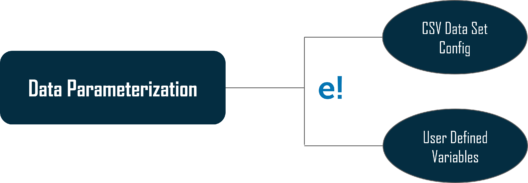 Data Parameterization
CSV Data Set
Config
e!
User Defined
Variables